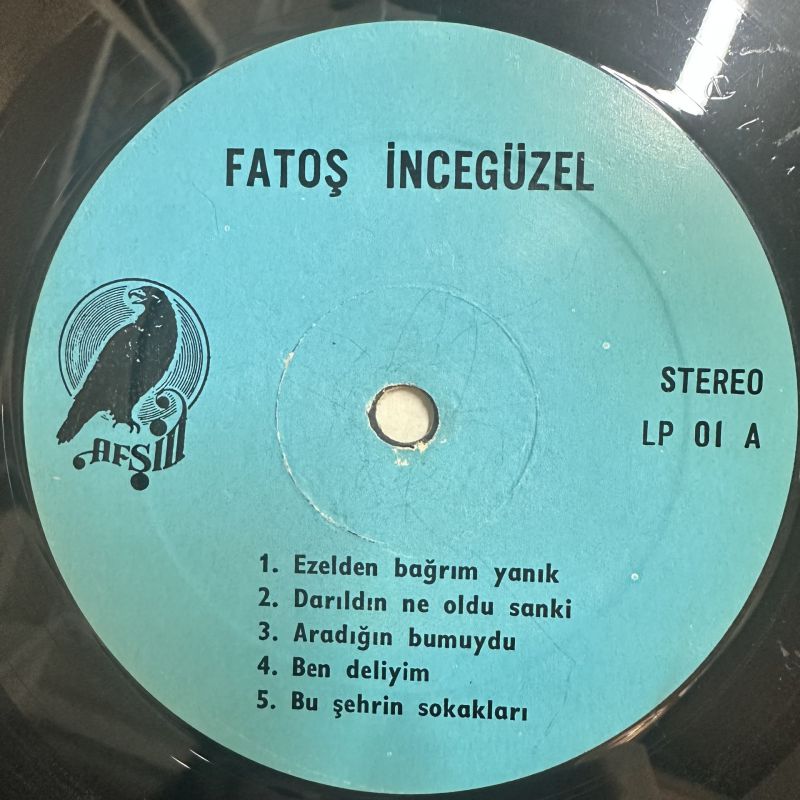 FATOŞ İNCEGÜZEL
AFŞİN
STEREO
LP 01 A
1. Ezelden bağrım yanık
2. Darıldın ne oldu sanki
3. Aradığın bumuydu
4. Ben deliyim
5. Bu şehrin sokakları